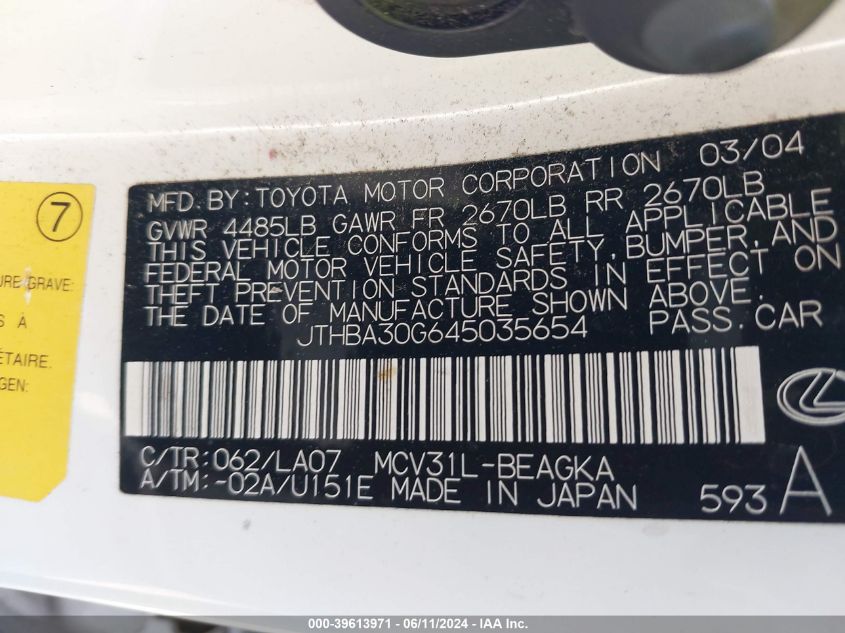 7
URE GRAVE:
S À
ÉTAIRE.
GEN:
MFD. BY: TOYOTA MOTOR CORPORATION 03/04
GVWR 4485LB GAWR FR 2670LB RR 2670LB
THIS VEHICLE CONFORMS TO ALL APPLICABLE
FEDERAL MOTOR VEHICLE SAFETY, BUMPER, AND
THEFT PREVENTION STANDARDS IN EFFECT ON
THE DATE OF MANUFACTURE SHOWN ABOVE.
JTHBA30G645035654 PASS. CAR
C/TR: 062/LA07 MCV31L-BEAGKA
A/TM: -02A/U151E MADE IN JAPAN 593 A
000-39613971 - 06/11/2024 - IAA Inc.